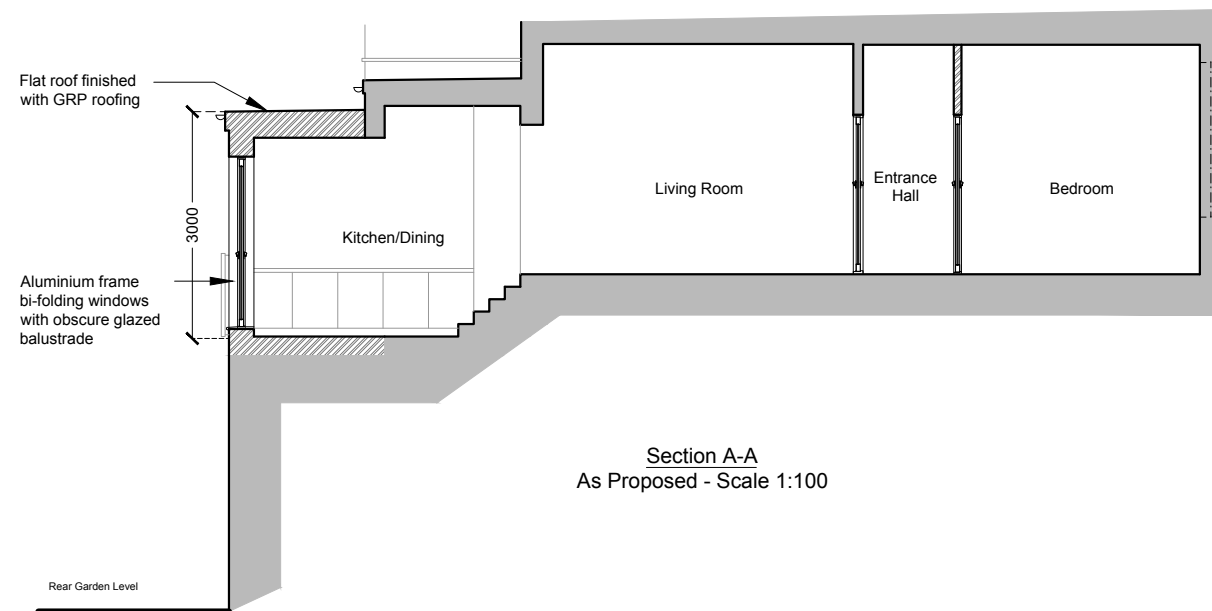 Flat roof finished
with GRP roofing
3000
Aluminium frame
bi-folding windows
with obscure glazed
balustrade
Kitchen/Dining
Living Room
Entrance
Hall
Bedroom
Section A-A
As Proposed - Scale 1:100
Rear Garden Level